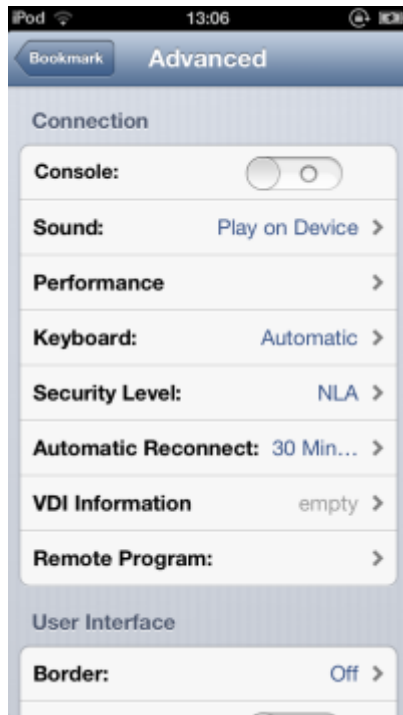 iPod 13:06
Bookmark Advanced
Connection
Console:
Sound: Play on Device
Performance
Keyboard: Automatic
Security Level: NLA
Automatic Reconnect: 30 Min...
VDI Information empty
Remote Program:
User Interface
Border: Off